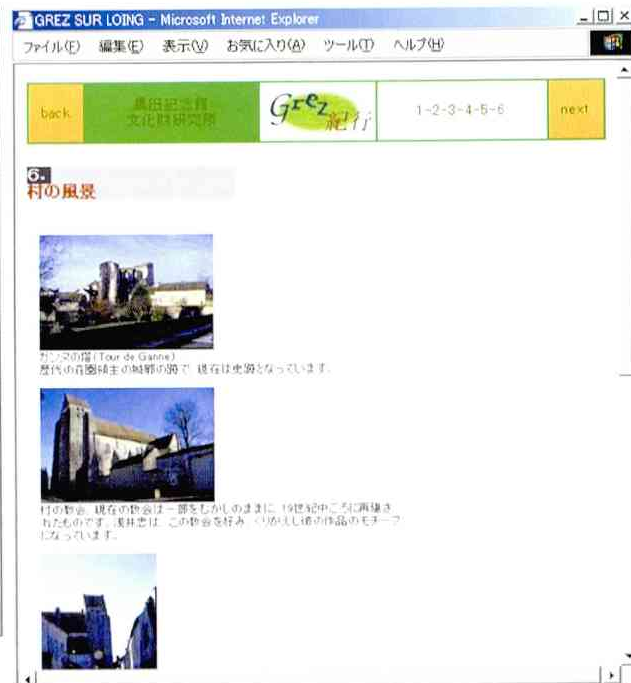 GREZ SUR LOING - Microsoft Internet Explorer
ファイル(F) 編集(E) 表示(V) お気に入り(A) ツール(T) ヘルプ(H)
back
黒田記念館
文化財研究所
Grez紀行
1-2-3-4-5-6
next
6.
村の風景
ガンヌの塔(Tour de Ganne)
歴代の荘園領主の城郭の跡で 現在は史跡となっています.
村の教会. 現在の教会は一部をむかしのままに, 19世紀中ごろに再建さ
れたものです. 浅井忠は, この教会を好み, くりかえし彼の作品のモチーフ
になっています.